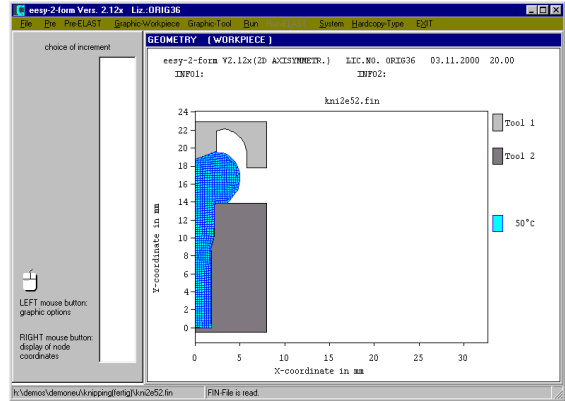 eesy-2-form Vers. 2.12x Liz.:ORIG36
File Pre Pre-ELAST Graphic-Workpiece Graphic-Tool Run System Hardcopy-Type EXIT
choice of increment
GEOMETRY (WORKPIECE)
eesy-2-form V2.12x(2D AXISYMMETR.) LIC.NO. ORIG36 03.11.2000 20.00
INFO1: INFO2:
kni2e52.fin
24
22
20
18
16
14
12
10
8
6
4
2
0
Y-coordinate in mm
0 5 10 15 20 25 30
X-coordinate in mm
Tool 1
Tool 2
50°C
LEFT mouse button:
graphic options
RIGHT mouse button:
display of node
coordinates
h:\demos\demoneu\knipping(fertig)\kni2e52.fin FIN-File is read.